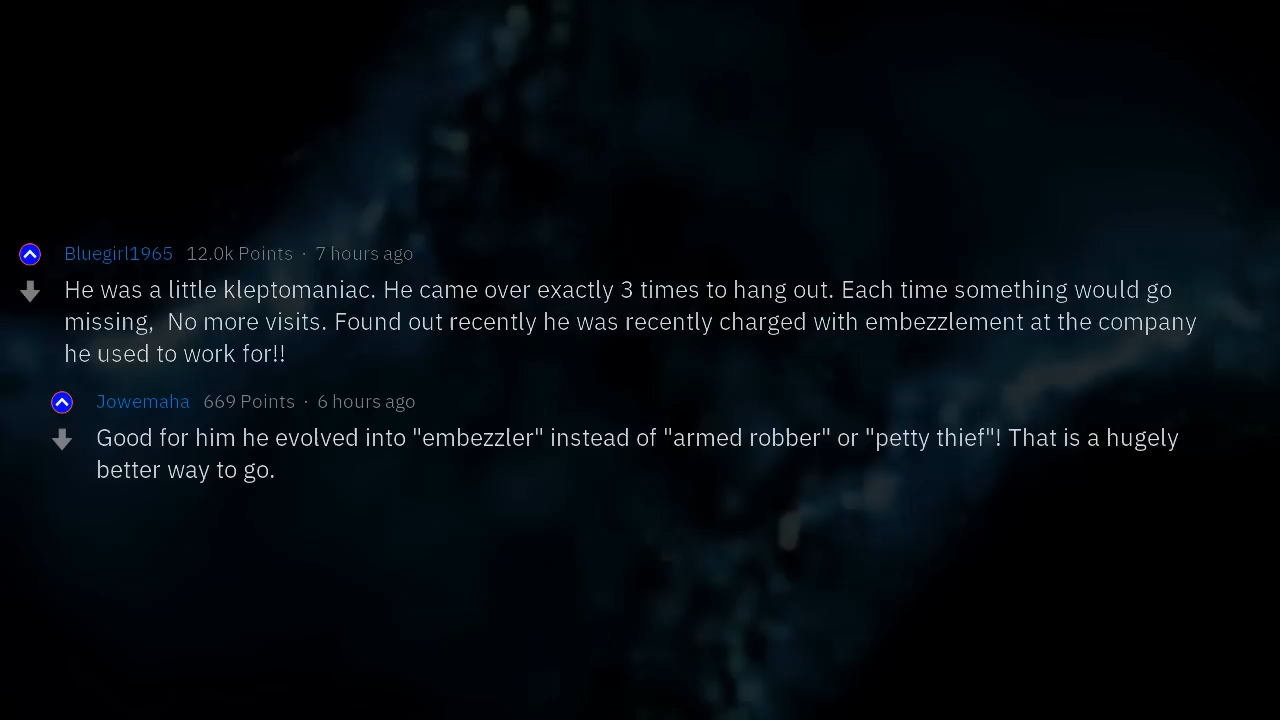 Bluegirl1965 12.0k Points · 7 hours ago
He was a little kleptomaniac. He came over exactly 3 times to hang out. Each time something would go
missing,  No more visits. Found out recently he was recently charged with embezzlement at the company
he used to work for!!
Jowemaha 669 Points · 6 hours ago
Good for him he evolved into "embezzler" instead of "armed robber" or "petty thief"! That is a hugely
better way to go.